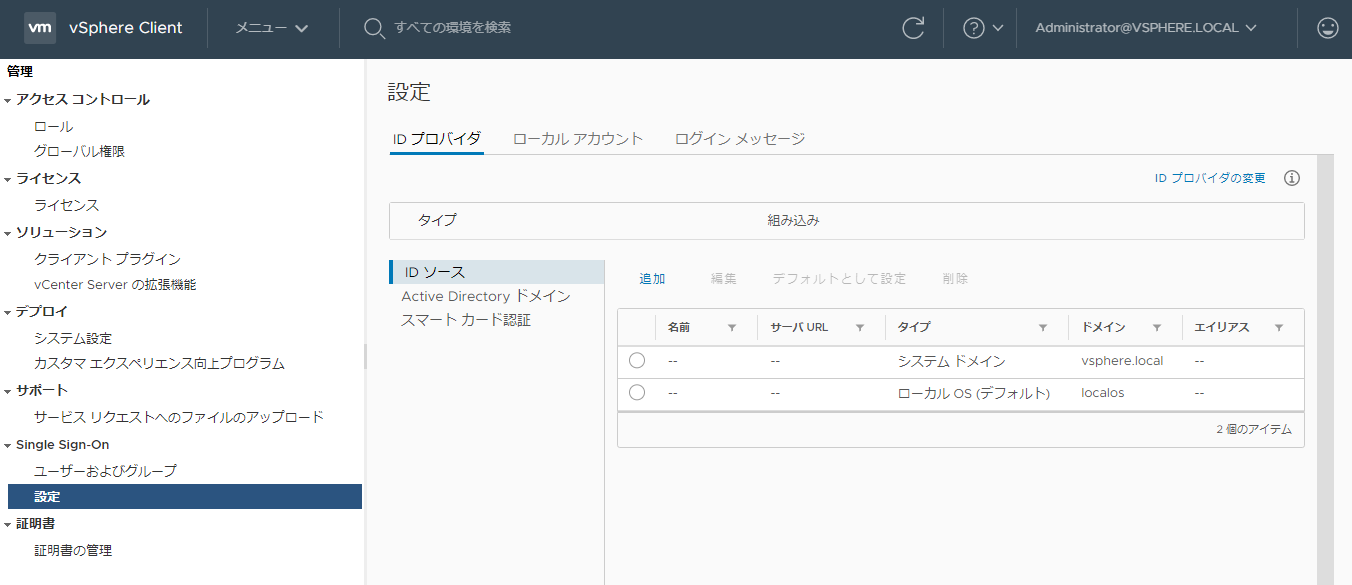 vm vSphere Client メニュー すべての環境を検索 Administrator@VSPHERE.LOCAL
管理
アクセス コントロール
ロール
グローバル権限
ライセンス
ライセンス
ソリューション
クライアント プラグイン
vCenter Server の拡張機能
デプロイ
システム設定
カスタマ エクスペリエンス向上プログラム
サポート
サービス リクエストへのファイルのアップロード
Single Sign-On
ユーザーおよびグループ
設定
証明書
証明書の管理
設定
ID プロバイダ ローカル アカウント ログイン メッセージ
ID プロバイダの変更
タイプ 組み込み
ID ソース
Active Directory ドメイン
スマート カード認証
追加 編集 デフォルトとして設定 削除
名前 サーバ URL タイプ ドメイン エイリアス
-- -- システム ドメイン vsphere.local --
-- -- ローカル OS (デフォルト) localos --
2 個のアイテム